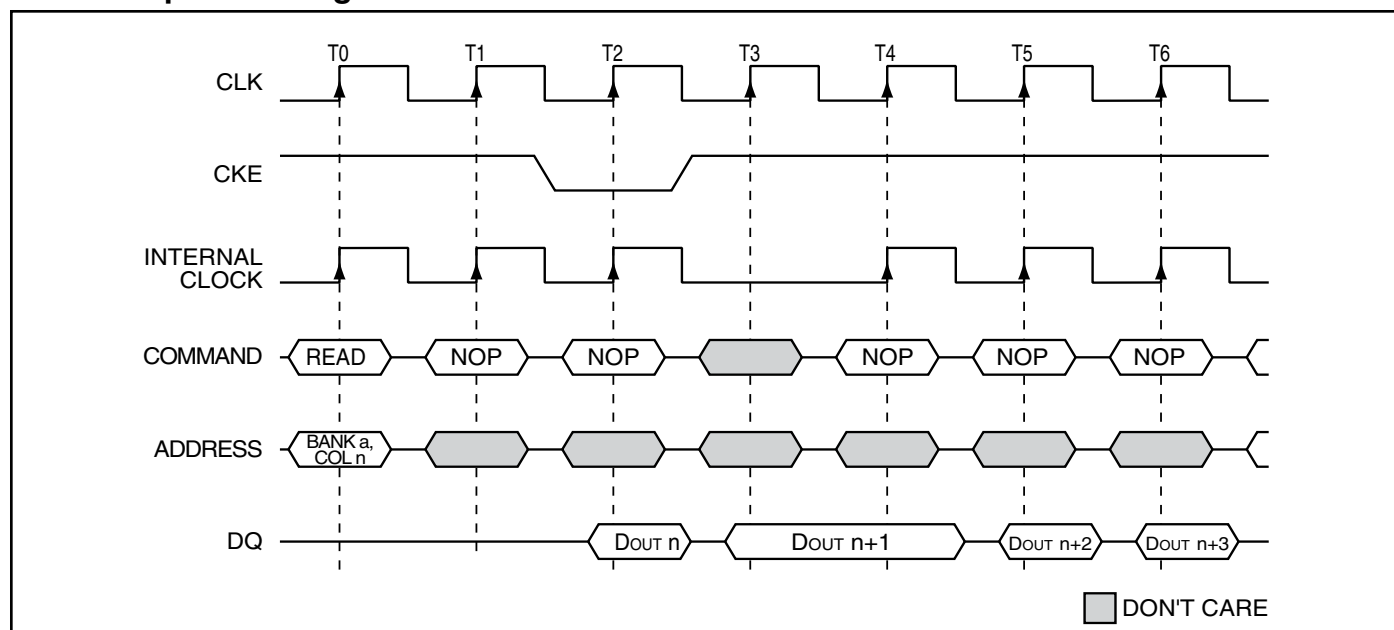 T0 T1 T2 T3 T4 T5 T6
CLK
CKE
INTERNAL
CLOCK
COMMAND READ NOP NOP NOP NOP NOP
ADDRESS BANK a,
COL n
DQ DOUT n DOUT n+1 DOUT n+2 DOUT n+3
DON'T CARE